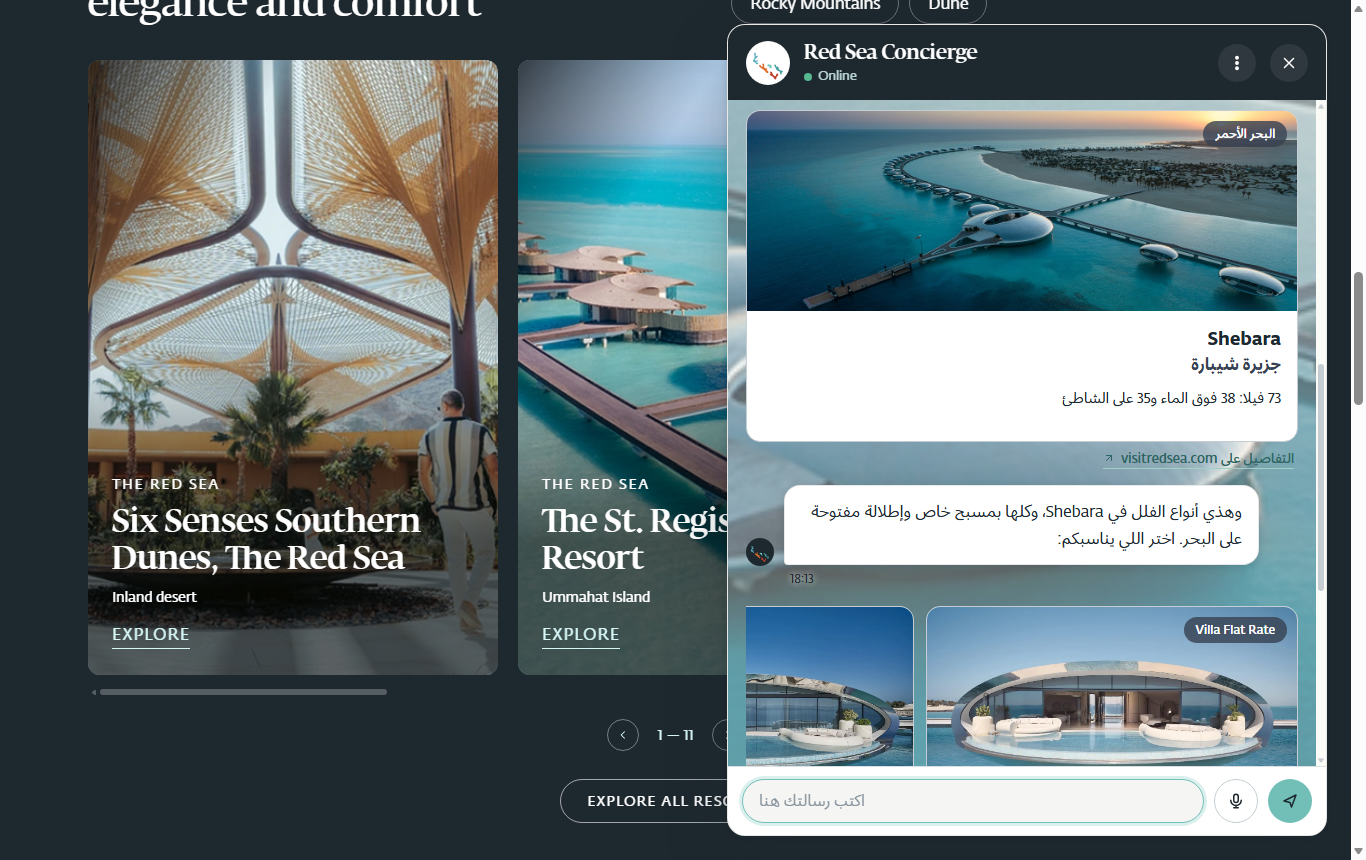 elegance and comfort
Rocky Mountains
Dune
THE RED SEA
Six Senses Southern
Dunes, The Red Sea
Inland desert
EXPLORE
THE RED SEA
The St. Regis
Resort
Ummahat Island
EXPLORE
1 — 11
EXPLORE ALL
Red Sea Concierge
Online
البحر الأحمر
Shebara
جزيرة شيبارة
73 فيلا: 38 فوق الماء و35 على الشاطئ
التفاصيل على visitredsea.com
وهذي أنواع الفلل في Shebara، وكلها بمسبح خاص وإطلالة مفتوحة
على البحر. اختر اللي يناسبكم:
18:13
Villa Flat Rate
اكتب رسالتك هنا